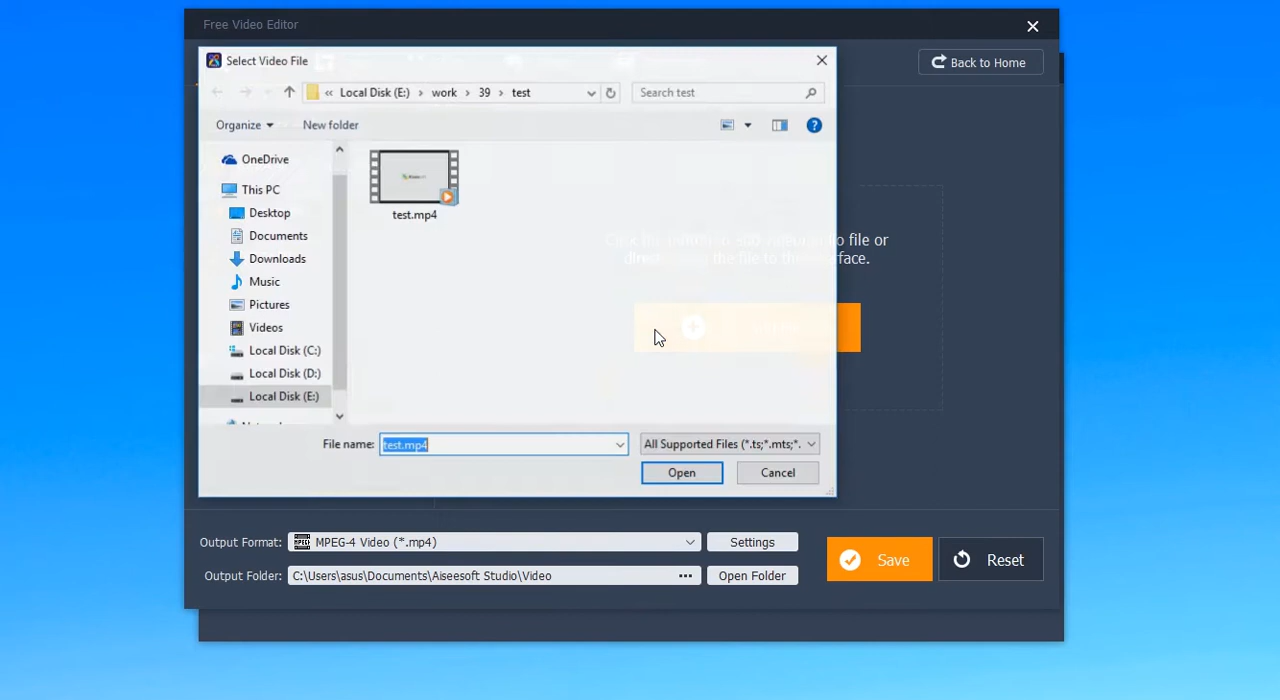 Free Video Editor
Select Video File
Back to Home
« Local Disk (E:) › work › 39 › test
Search test
Organize
New folder
OneDrive
This PC
Desktop
Documents
Downloads
Music
Pictures
Videos
Local Disk (C:)
Local Disk (D:)
Local Disk (E:)
test.mp4
file or
the file to
face.
File name: test.mp4
All Supported Files (*.ts;*.mts;*.
Open
Cancel
Output Format: MPEG-4 Video (*.mp4)
Settings
Output Folder: C:\Users\asus\Documents\Aiseesoft Studio\Video
Open Folder
Save
Reset